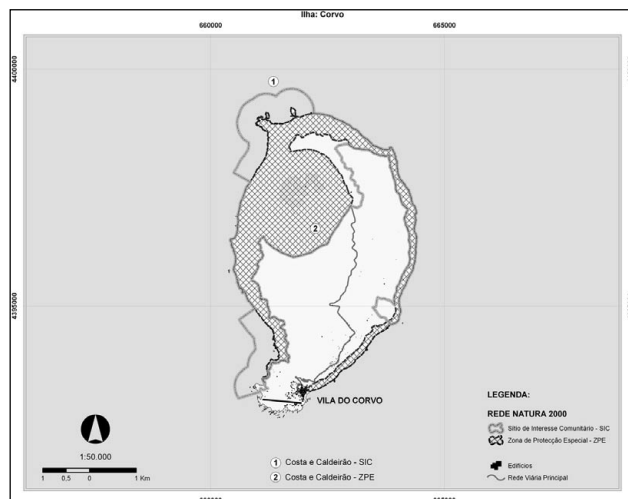 Ilha: Corvo
660000
665000
4400000
1
2
4395000
VILA DO CORVO
LEGENDA:
REDE NATURA 2000
Sítio de Interesse Comunitário - SIC
Zona de Protecção Especial - ZPE
Edifícios
Rede Viária Principal
1:50.000
1 0,5 0 1 Km
1 Costa e Caldeirão - SIC
2 Costa e Caldeirão - ZPE